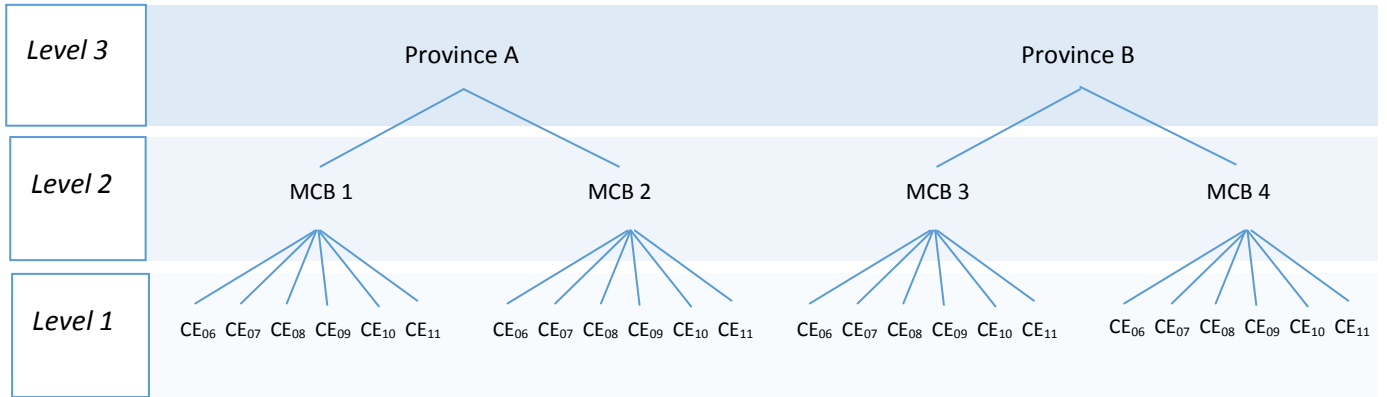 Level 3
Province A
Province B
Level 2
MCB 1
MCB 2
MCB 3
MCB 4
Level 1
CE₀₆ CE₀₇ CE₀₈ CE₀₉ CE₁₀ CE₁₁
CE₀₆ CE₀₇ CE₀₈ CE₀₉ CE₁₀ CE₁₁
CE₀₆ CE₀₇ CE₀₈ CE₀₉ CE₁₀ CE₁₁
CE₀₆ CE₀₇ CE₀₈ CE₀₉ CE₁₀ CE₁₁